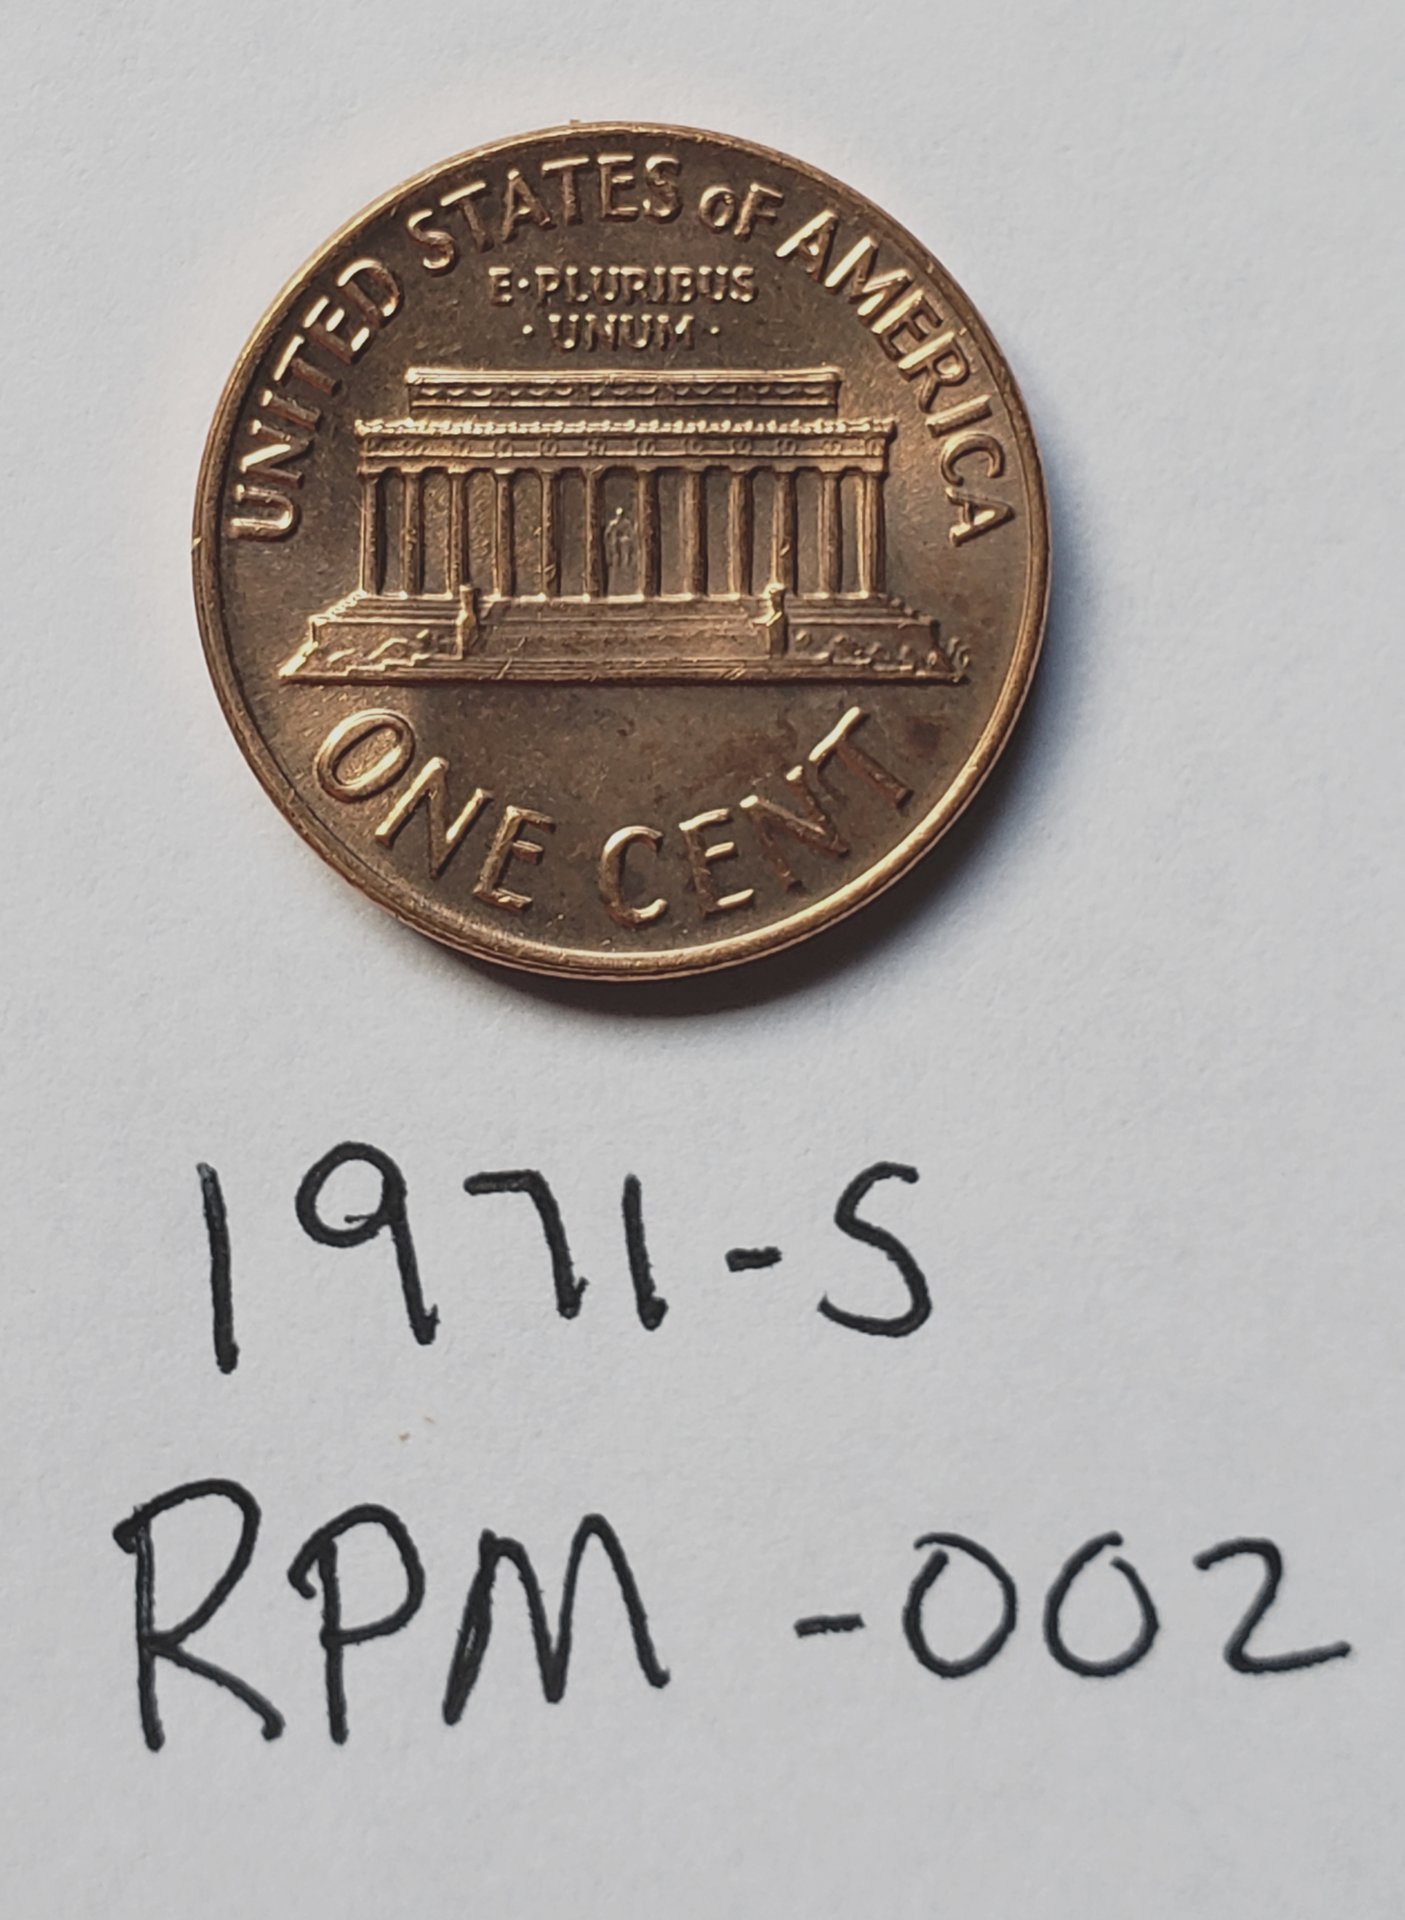 UNITED STATES OF AMERICA
E·PLURIBUS
·UNUM·
ONE CENT
1971-S
RPM -002